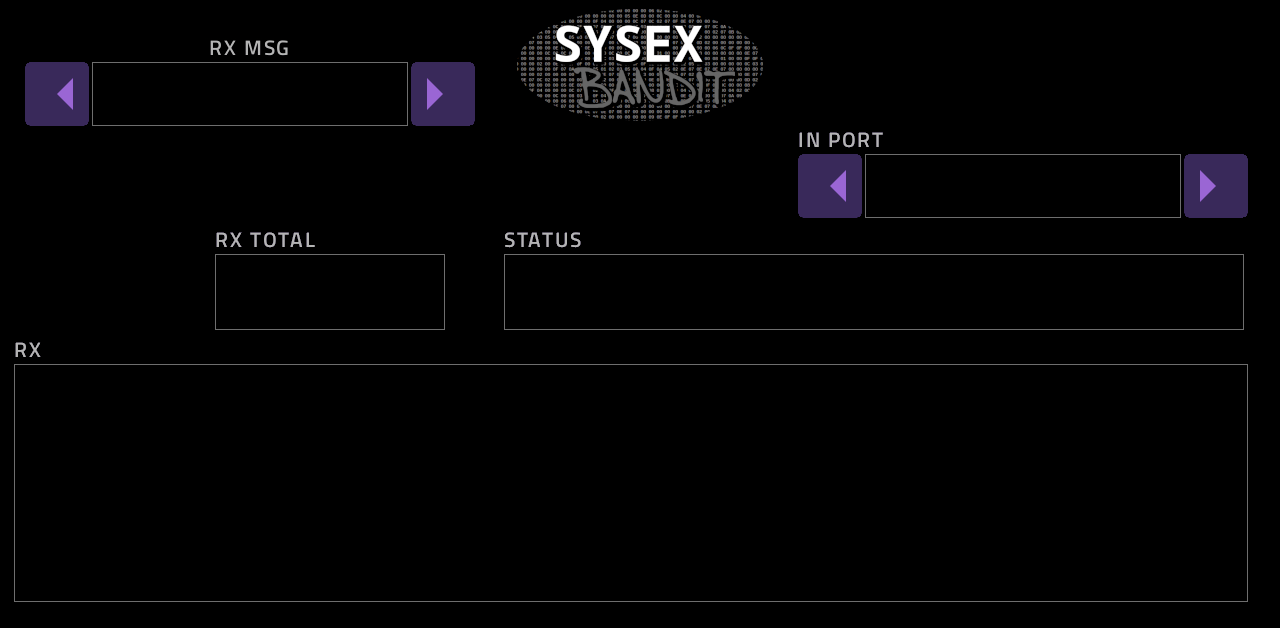 RX MSG
SYSEX
BANDIT
IN PORT
RX TOTAL
STATUS
RX